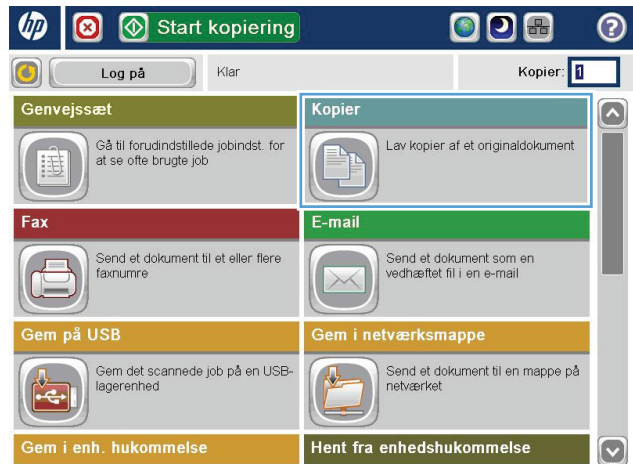 hp Start kopiering ?
Log på Klar Kopier: 1
Genvejssæt
Gå til forudindstillede jobindst. for
at se ofte brugte job
Kopier
Lav kopier af et originaldokument
Fax
Send et dokument til et eller flere
faxnumre
E-mail
Send et dokument som en
vedhæftet fil i en e-mail
Gem på USB
Gem det scannede job på en USB-
lagerenhed
Gem i netværksmappe
Send et dokument til en mappe på
netværket
Gem i enh. hukommelse
Hent fra enhedshukommelse